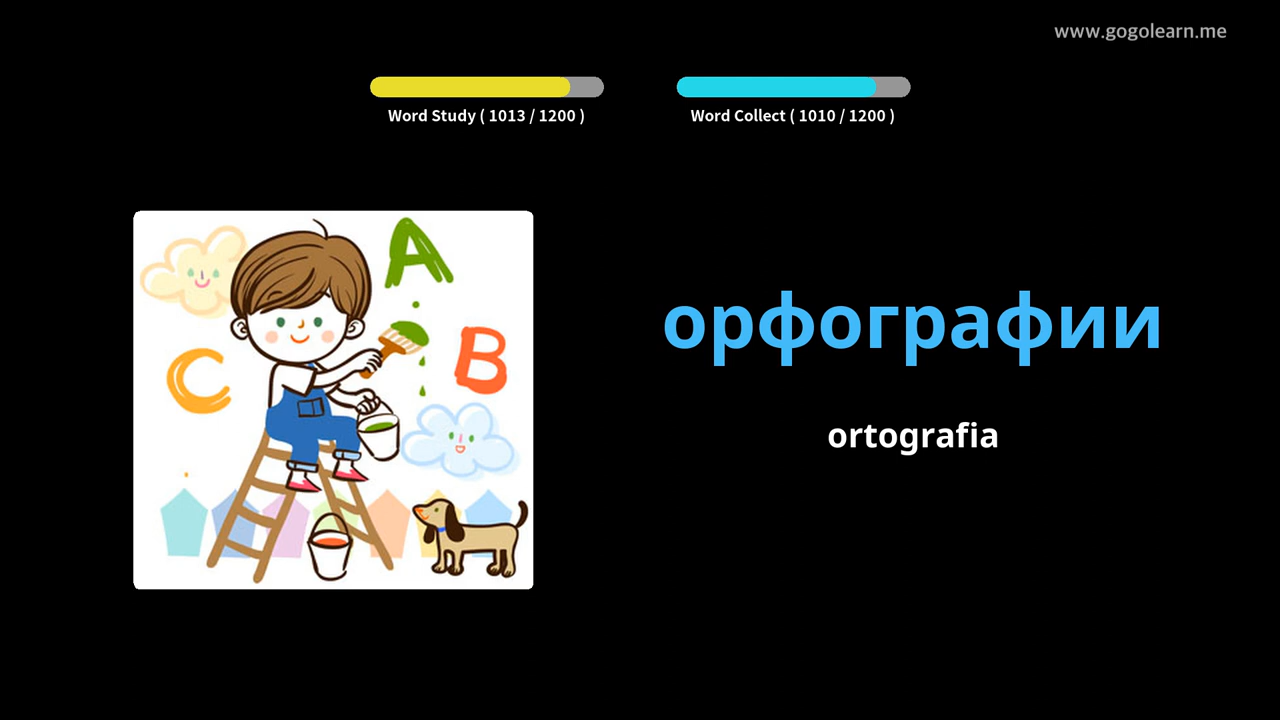 www.gogolearn.me
Word Study ( 1013 / 1200 )
Word Collect ( 1010 / 1200 )
A
B
C
орфографии
ortografia